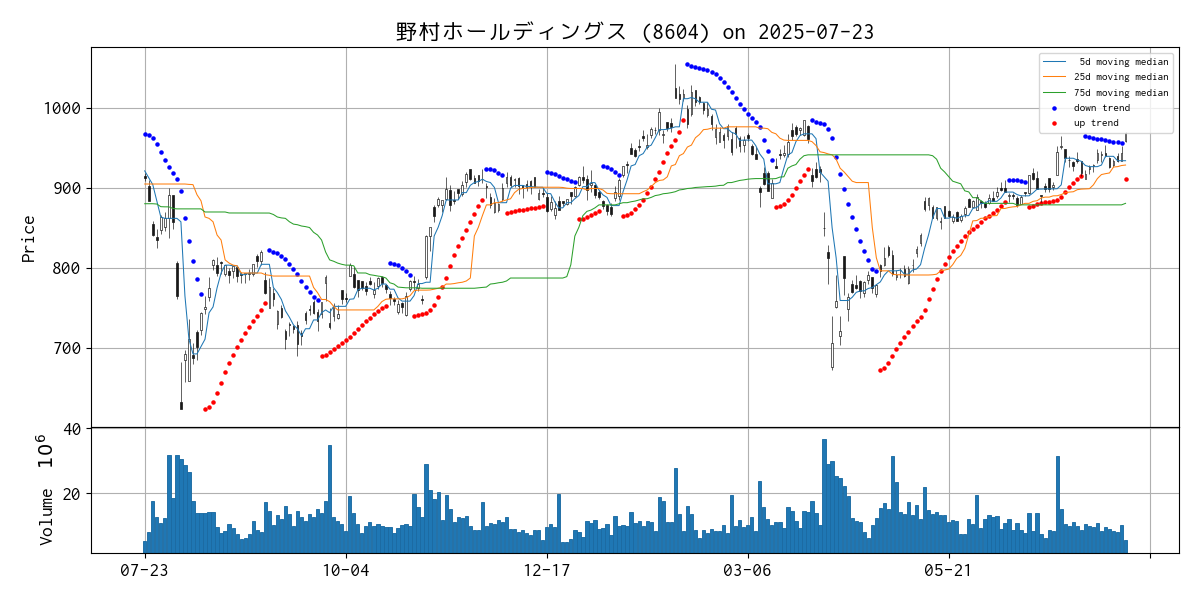 野村ホールディングス (8604) on 2025-07-23
5d moving median
25d moving median
75d moving median
down trend
up trend
Price
1000
900
800
700
40
20
Volume 10⁶
07-23
10-04
12-17
03-06
05-21